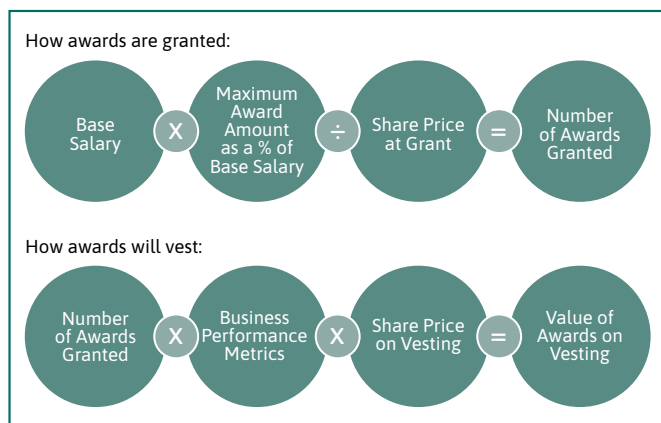 How awards are granted:
Base
Salary
X
Maximum
Award
Amount
as a % of
Base Salary
÷
Share Price
at Grant
=
Number
of Awards
Granted
How awards will vest:
Number
of Awards
Granted
X
Business
Performance
Metrics
X
Share Price
on Vesting
=
Value of
Awards on
Vesting